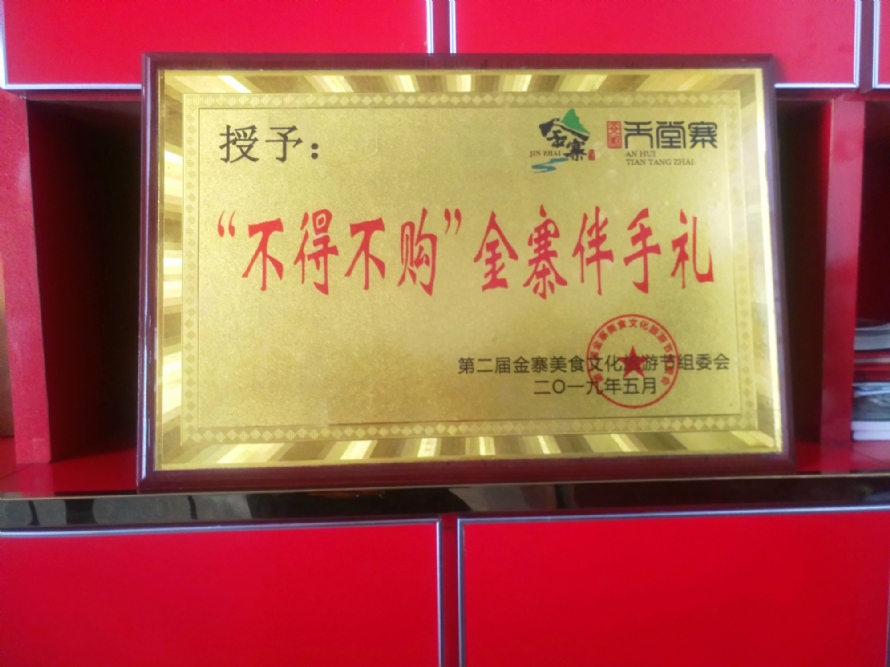 授予：
金寨
JIN ZHAI
天堂寨
AN HUI
TIAN TANG ZHAI
“不得不购”金寨伴手礼
第二届金寨美食文化旅游节组委会
二〇一九年五月